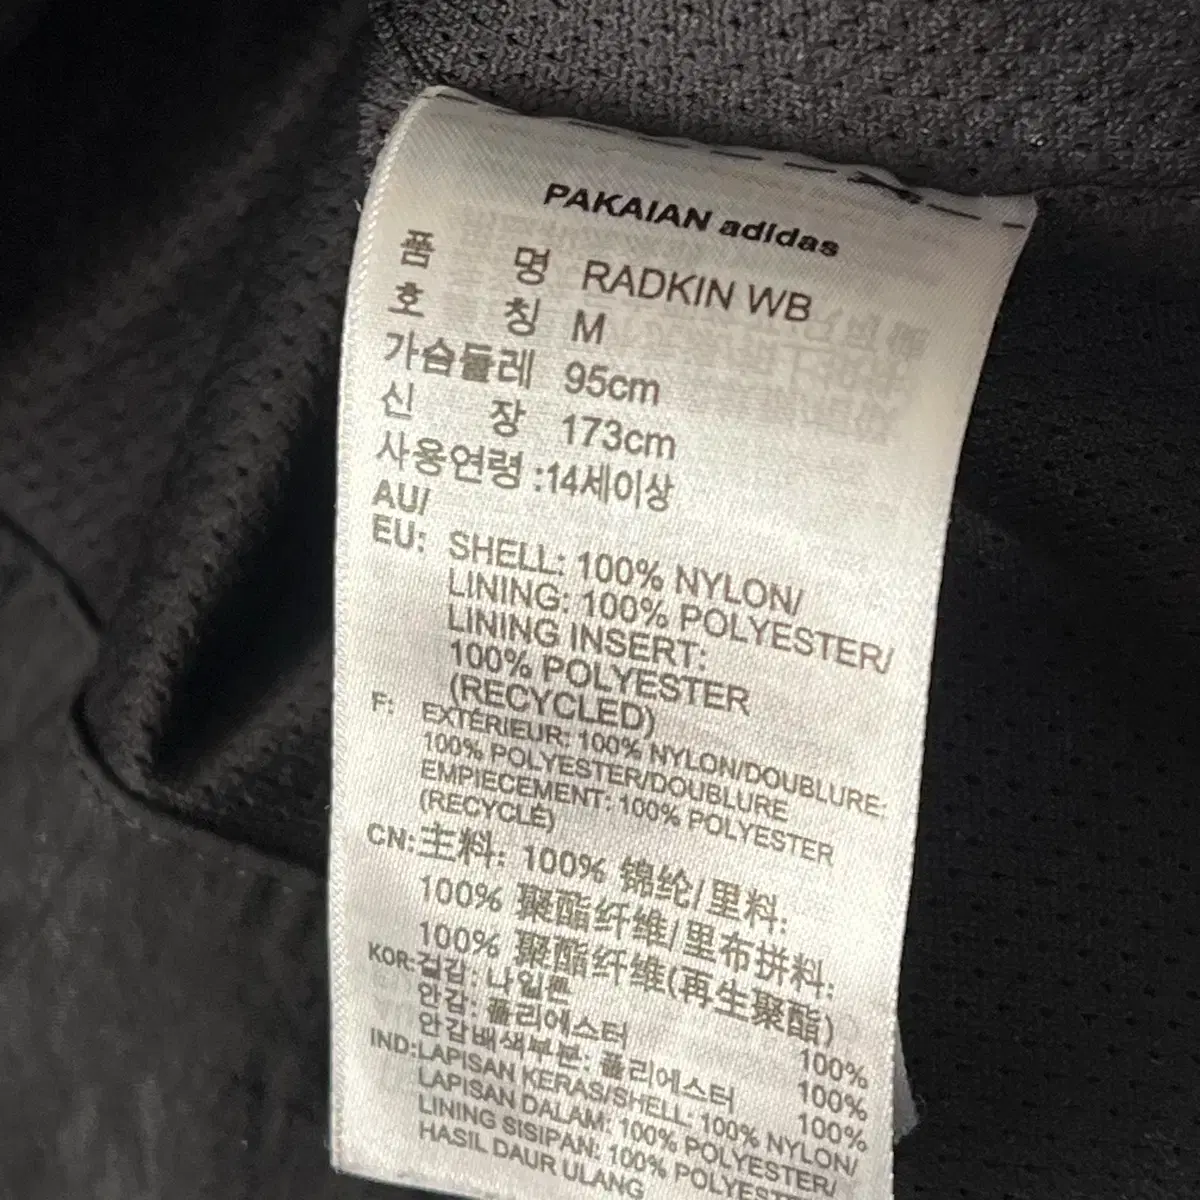 PAKAIAN adidas
품 명 RADKIN WB
호 칭 M
가슴둘레 95cm
신 장 173cm
사용연령 :14세이상
AU/
EU: SHELL: 100% NYLON/
LINING: 100% POLYESTER/
LINING INSERT:
100% POLYESTER
(RECYCLED)
F: EXTÉRIEUR: 100% NYLON/DOUBLURE:
100% POLYESTER/DOUBLURE
EMPIECEMENT: 100% POLYESTER
(RECYCLÉ)
CN:主料: 100% 锦纶/里料:
100% 聚酯纤维/里布拼料:
100% 聚酯纤维(再生聚酯)
KOR:겉감: 나일론 100%
안감: 폴리에스터 100%
안감배색부분: 폴리에스터 100%
IND:LAPISAN KERAS/SHELL: 100% NYLON/
LAPISAN DALAM: 100% POLYESTER/
LINING SISIPAN: 100% POLYESTER
HASIL DAUR ULANG